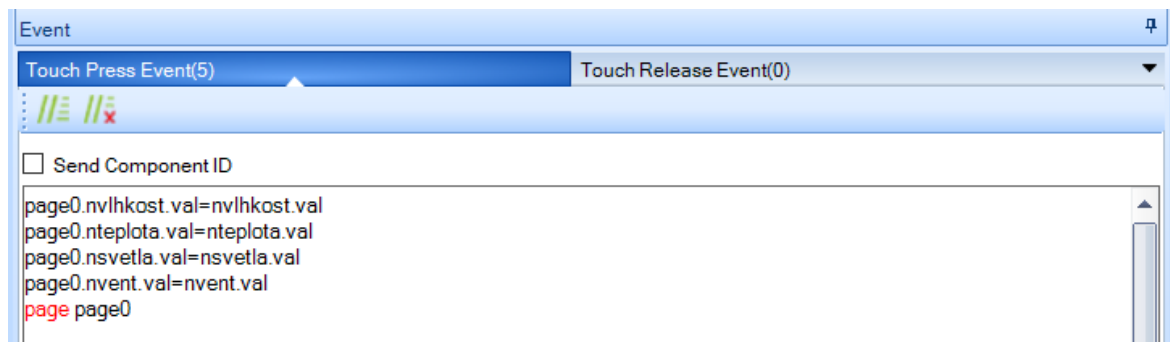 Event
Touch Press Event(5) Touch Release Event(0)
Send Component ID
page0.nvlhkost.val=nvlhkost.val
page0.nteplota.val=nteplota.val
page0.nsvetla.val=nsvetla.val
page0.nvent.val=nvent.val
page page0